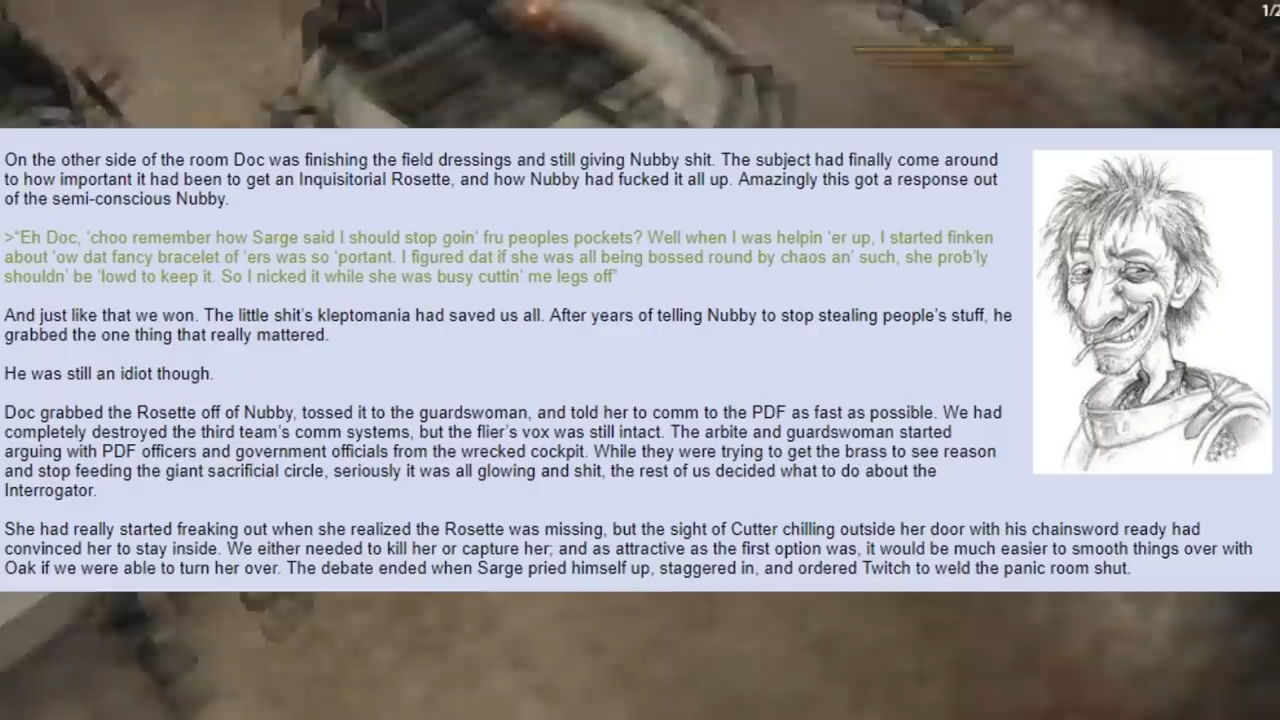 1/2
On the other side of the room Doc was finishing the field dressings and still giving Nubby shit. The subject had finally come around
to how important it had been to get an Inquisitorial Rosette, and how Nubby had fucked it all up. Amazingly this got a response out
of the semi-conscious Nubby.
>“Eh Doc, ‘choo remember how Sarge said I should stop goin’ fru peoples pockets? Well when I was helpin ‘er up, I started finken
about ‘ow dat fancy bracelet of ‘ers was so ‘portant. I figured dat if she was all being bossed round by chaos an’ such, she prob’ly
shouldn’ be ‘lowd to keep it. So I nicked it while she was busy cuttin’ me legs off”
And just like that we won. The little shit’s kleptomania had saved us all. After years of telling Nubby to stop stealing people’s stuff, he
grabbed the one thing that really mattered.
He was still an idiot though.
Doc grabbed the Rosette off of Nubby, tossed it to the guardswoman, and told her to comm to the PDF as fast as possible. We had
completely destroyed the third team’s comm systems, but the flier’s vox was still intact. The arbite and guardswoman started
arguing with PDF officers and government officials from the wrecked cockpit. While they were trying to get the brass to see reason
and stop feeding the giant sacrificial circle, seriously it was all glowing and shit, the rest of us decided what to do about the
Interrogator.
She had really started freaking out when she realized the Rosette was missing, but the sight of Cutter chilling outside her door with his chainsword ready had
convinced her to stay inside. We either needed to kill her or capture her; and as attractive as the first option was, it would be much easier to smooth things over with
Oak if we were able to turn her over. The debate ended when Sarge pried himself up, staggered in, and ordered Twitch to weld the panic room shut.